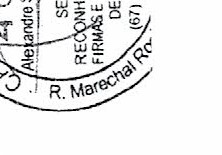 Alexandre S
SE
RECONH
FIRMAS E
DE
(67)
R. Marechal Ro